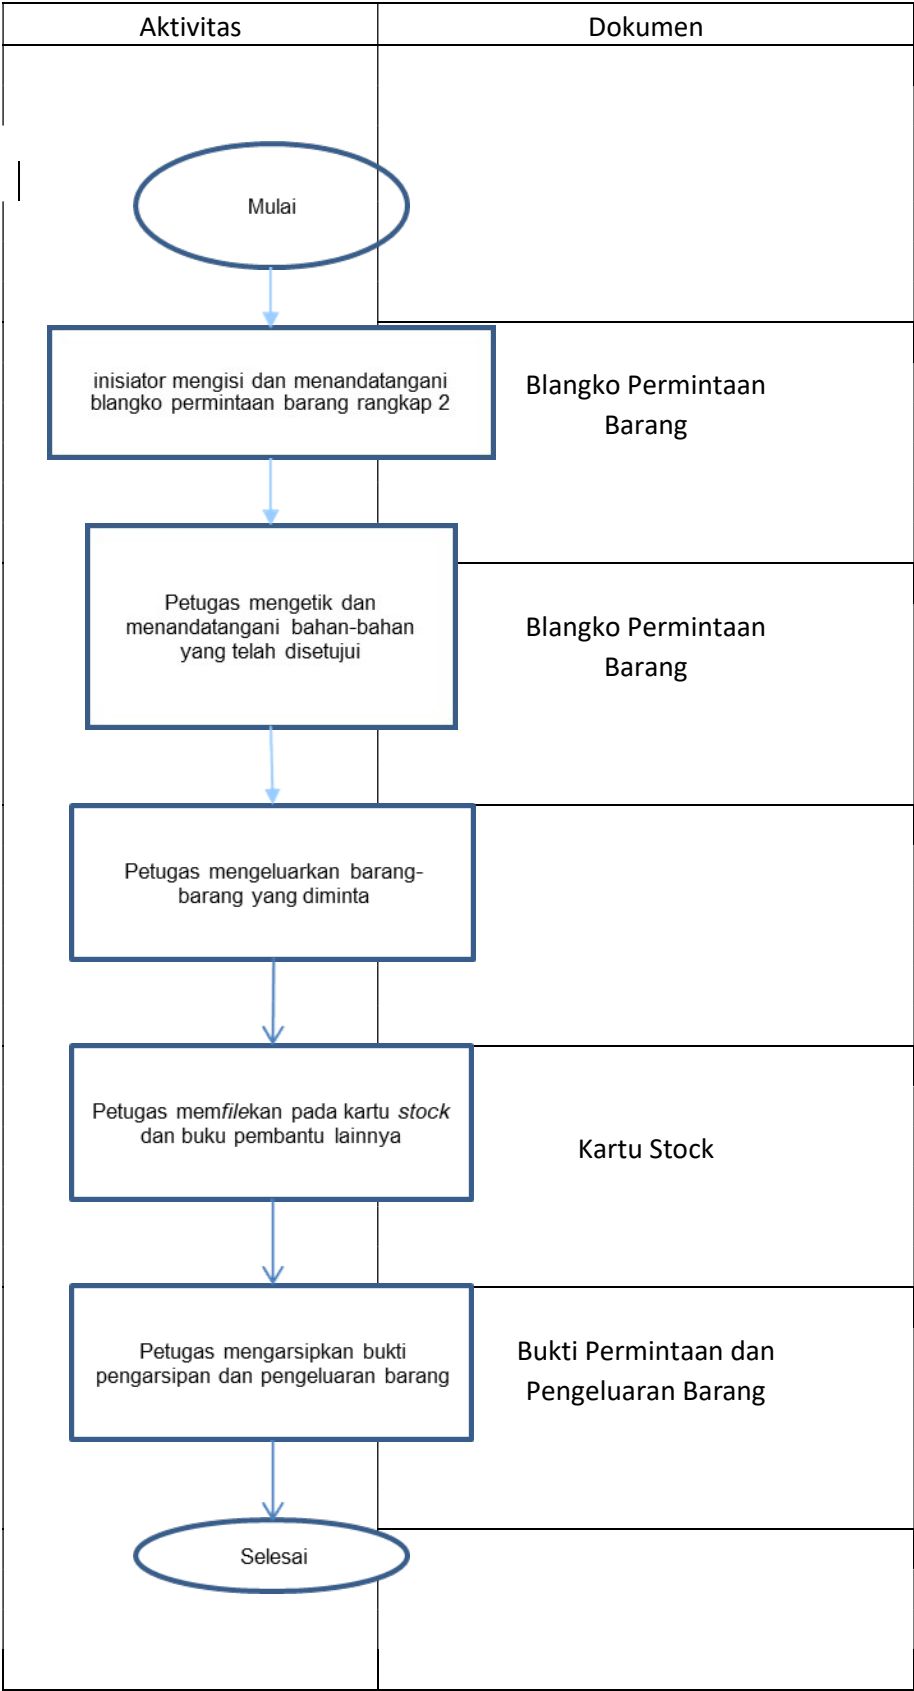 Aktivitas
Dokumen
Mulai
inisiator mengisi dan menandatangani
blangko permintaan barang rangkap 2
Blangko Permintaan
Barang
Petugas mengetik dan
menandatangani bahan-bahan
yang telah disetujui
Blangko Permintaan
Barang
Petugas mengeluarkan barang-
barang yang diminta
Petugas memfilekan pada kartu stock
dan buku pembantu lainnya
Kartu Stock
Petugas mengarsipkan bukti
pengarsipan dan pengeluaran barang
Bukti Permintaan dan
Pengeluaran Barang
Selesai